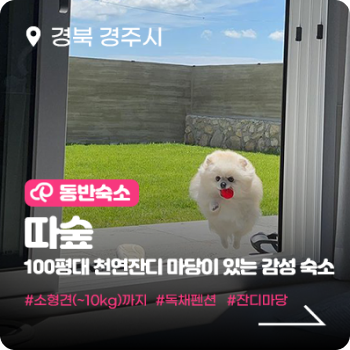 경북 경주시
동반숙소
따숲
100평대 천연잔디 마당이 있는 감성 숙소
#소형견(~10kg)까지 #독채펜션 #잔디마당